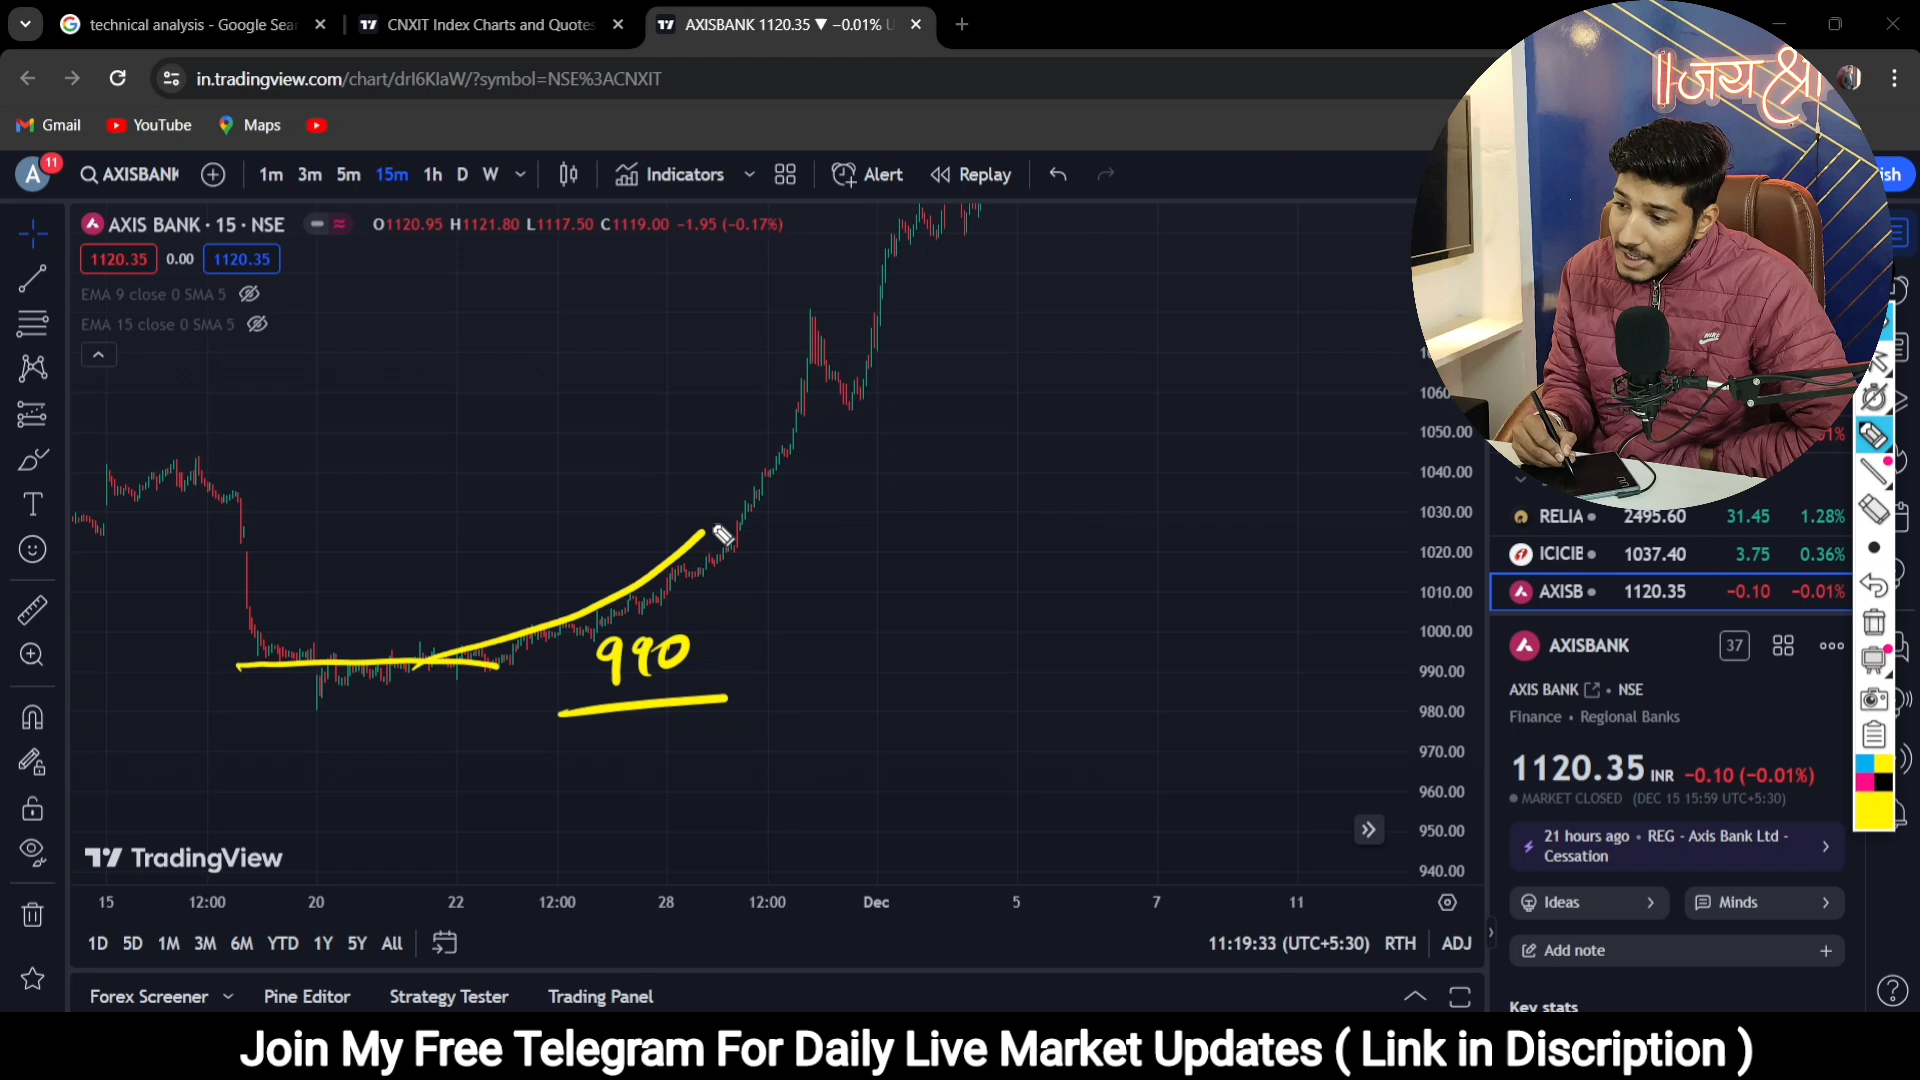 technical analysis - Google Sear
CNXIT Index Charts and Quotes
AXISBANK 1120.35 ▼ −0.01% U
in.tradingview.com/chart/drI6KIaW/?symbol=NSE%3ACNXIT
Gmail
YouTube
Maps
॥जय श्री
A
11
AXISBANK
1m
3m
5m
15m
1h
D
W
Indicators
Alert
Replay
ish
AXIS BANK · 15 · NSE
O1120.95 H1121.80 L1117.50 C1119.00 −1.95 (−0.17%)
1120.35
0.00
1120.35
EMA 9 close 0 SMA 5
EMA 15 close 0 SMA 5
NIKE
1060
1050.00
1040.00
1030.00
1020.00
1010.00
1000.00
990.00
980.00
970.00
960.00
950.00
940.00
990
RELIA
2495.60
31.45
1.28%
ICICIB
1037.40
3.75
0.36%
AXISB
1120.35
−0.10
−0.01%
AXISBANK
37
AXIS BANK
• NSE
Finance • Regional Banks
1120.35 INR −0.10 (−0.01%)
MARKET CLOSED (DEC 15 15:59 UTC+5:30)
21 hours ago • REG - Axis Bank Ltd -
Cessation
Ideas
Minds
Add note
Key stats
TradingView
15
12:00
20
22
12:00
28
12:00
Dec
5
7
11
1D
5D
1M
3M
6M
YTD
1Y
5Y
All
11:19:33 (UTC+5:30)
RTH
ADJ
Forex Screener
Pine Editor
Strategy Tester
Trading Panel
Join My Free Telegram For Daily Live Market Updates ( Link in Discription )